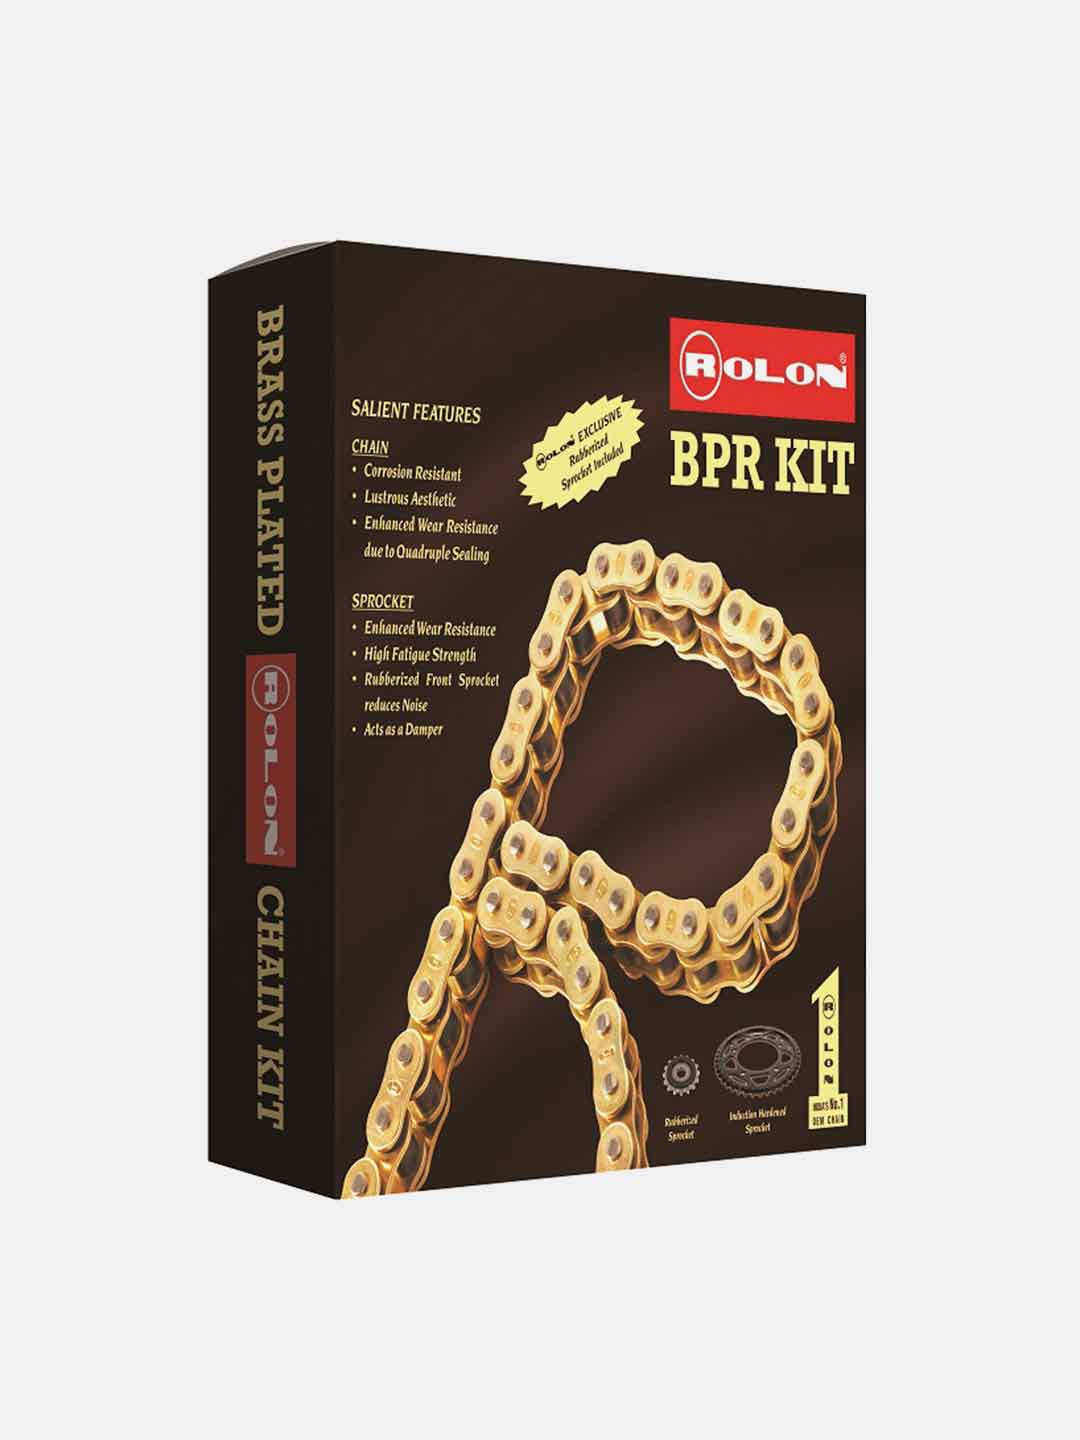 BRASS PLATED
ROLON®
CHAIN KIT
ROLON®
BPR KIT
SALIENT FEATURES
CHAIN
• Corrosion Resistant
• Lustrous Aesthetic
• Enhanced Wear Resistance
due to Quadruple Sealing
SPROCKET
• Enhanced Wear Resistance
• High Fatigue Strength
• Rubberized Front Sprocket
reduces Noise
• Acts as a Damper
ROLON EXCLUSIVE
Rubberized
Sprocket Included
Rubberized
Sprocket
Induction Hardened
Sprocket
1
ROLON
INDIA'S No.1
OEM CHAIN